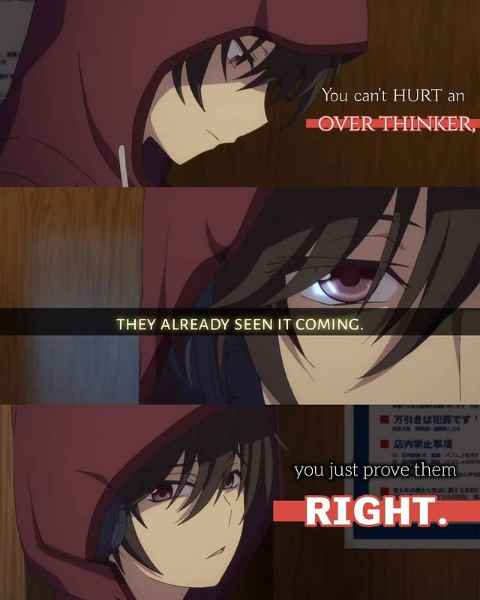 You can't HURT an
OVER THINKER,
THEY ALREADY SEEN IT COMING.
万引きは犯罪です!
店内禁止事項
you just prove them
RIGHT.